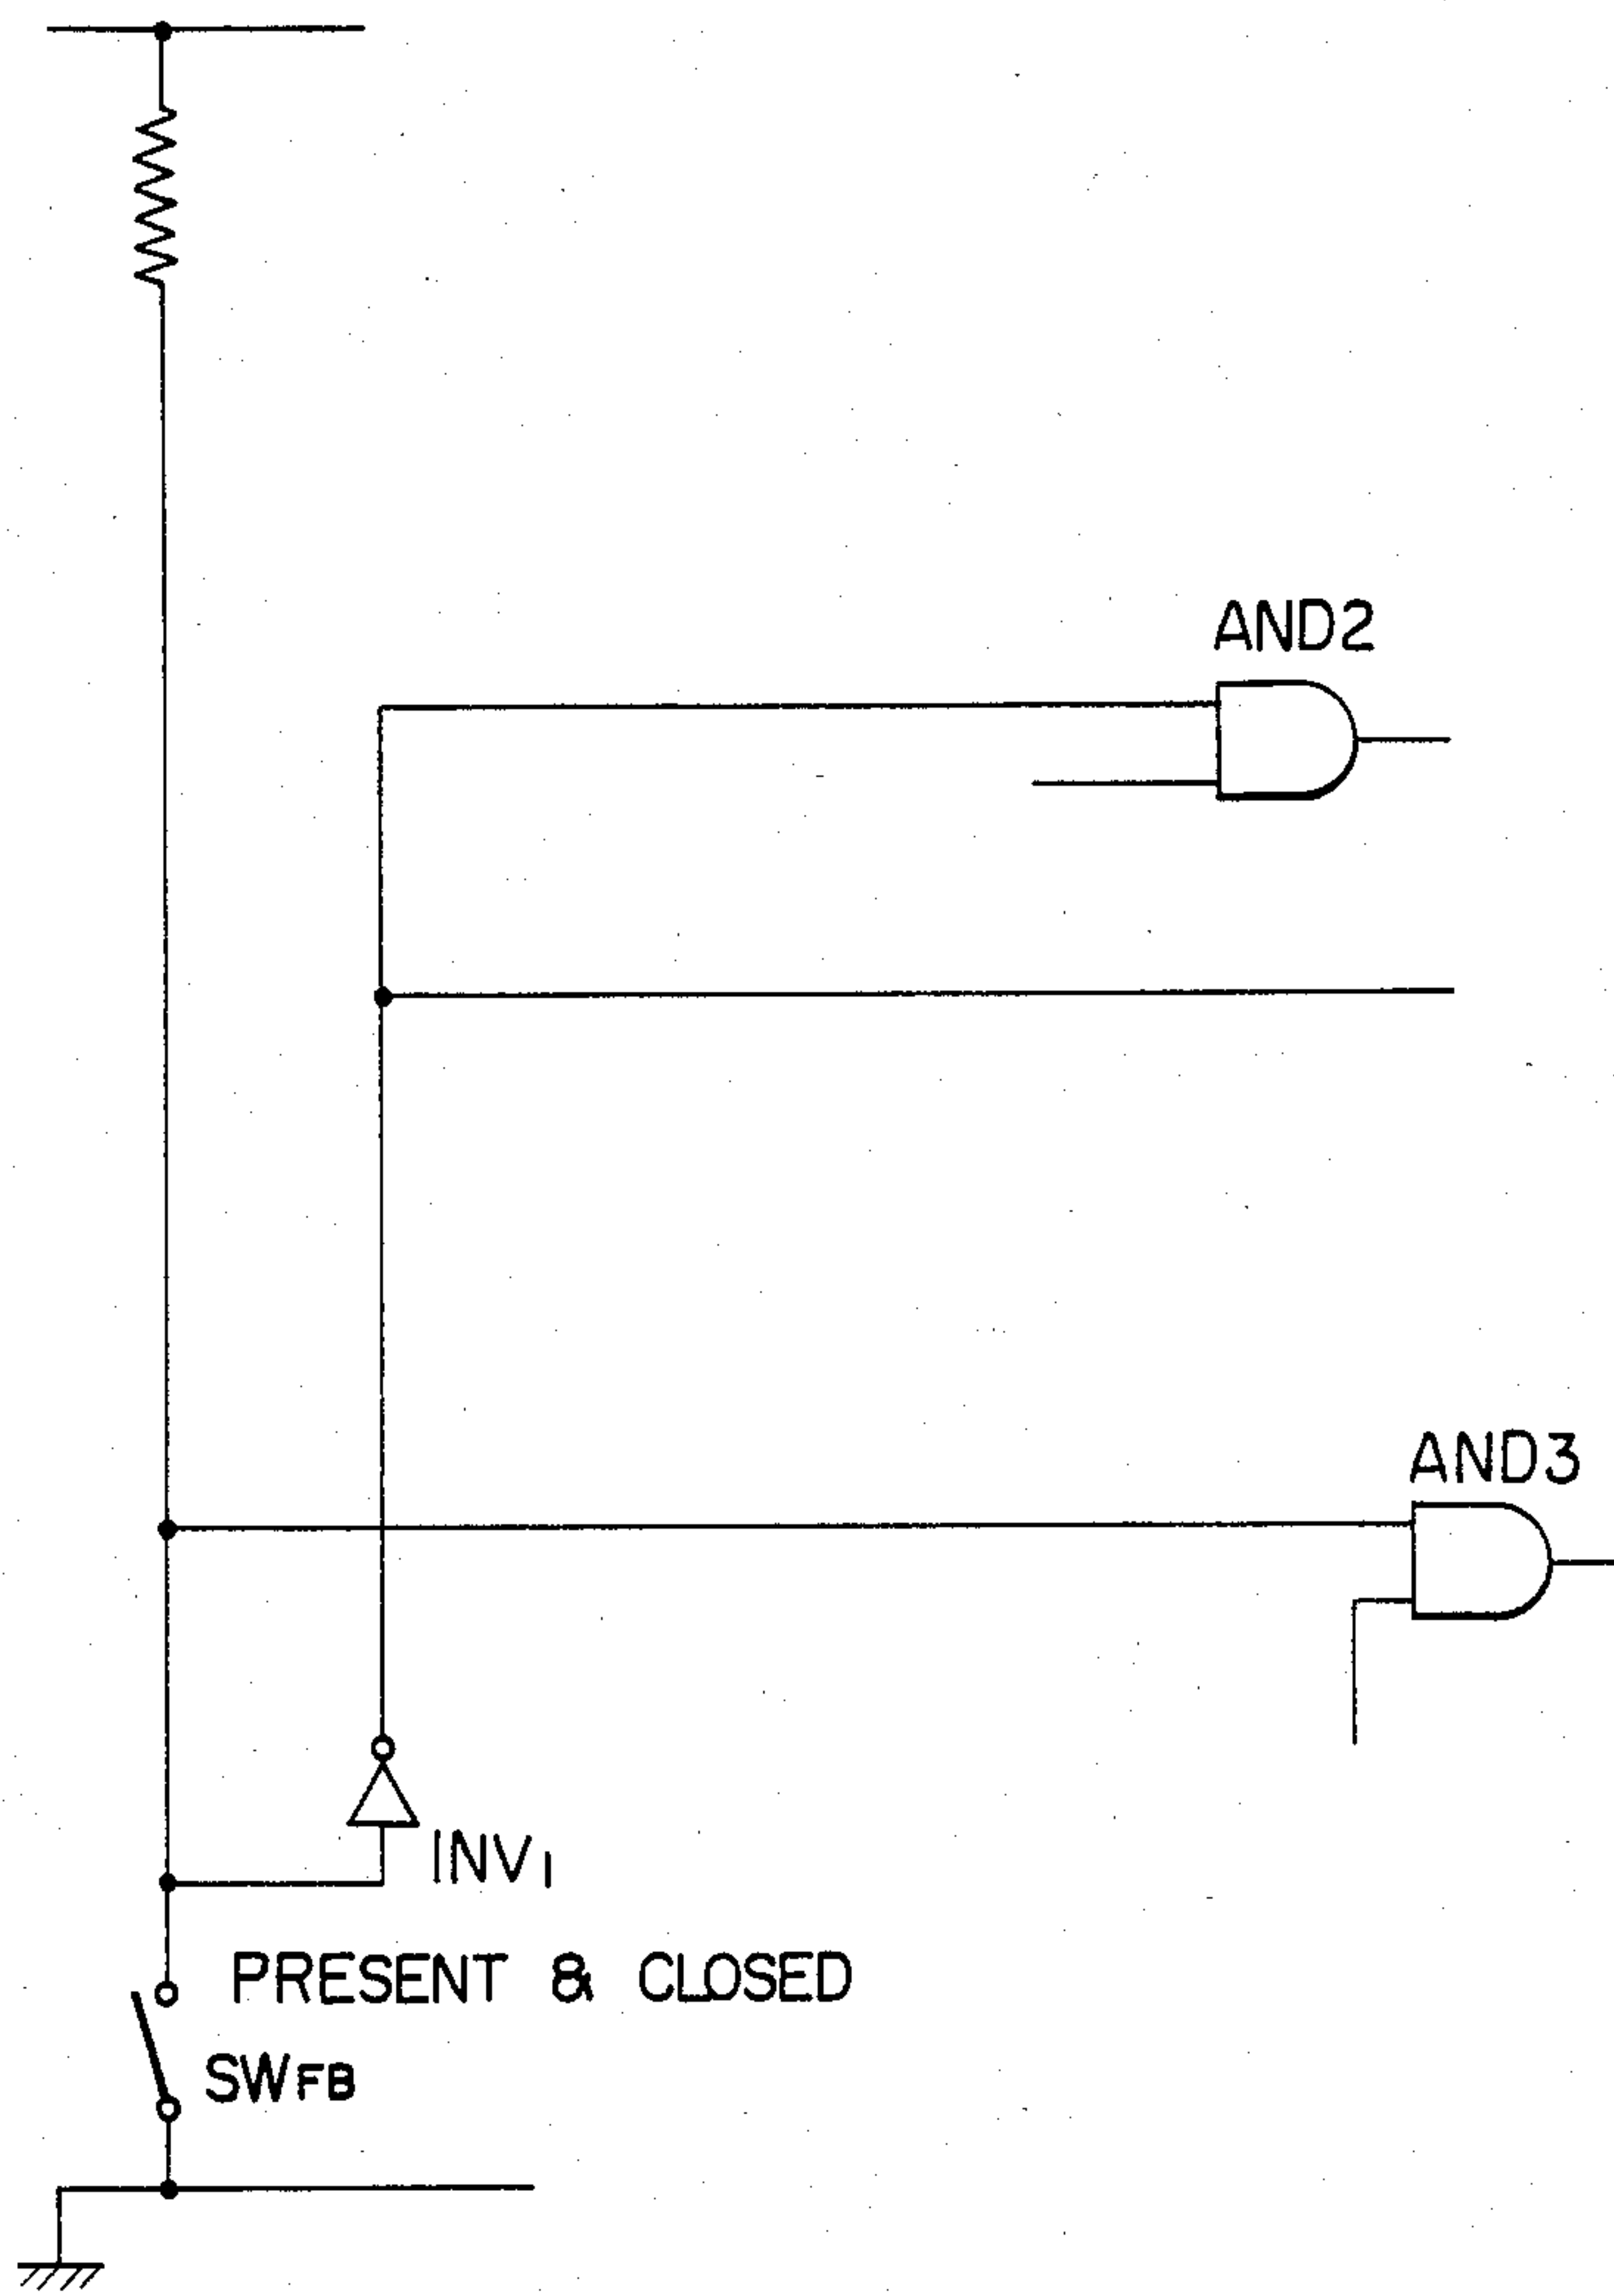 AND2
AND3
INV1
PRESENT & CLOSED
SWFB